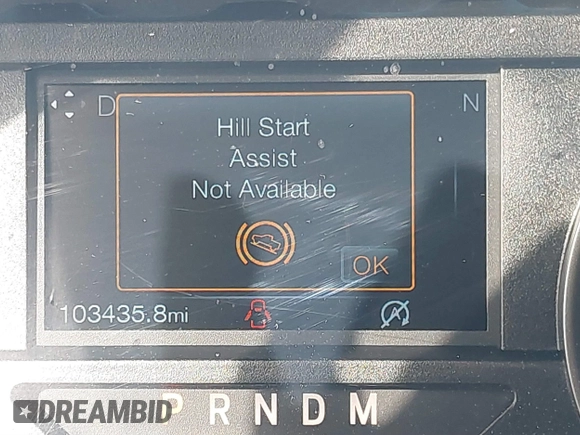 D
N
Hill Start
Assist
Not Available
OK
103435.8mi
P R N D M
DREAMBID